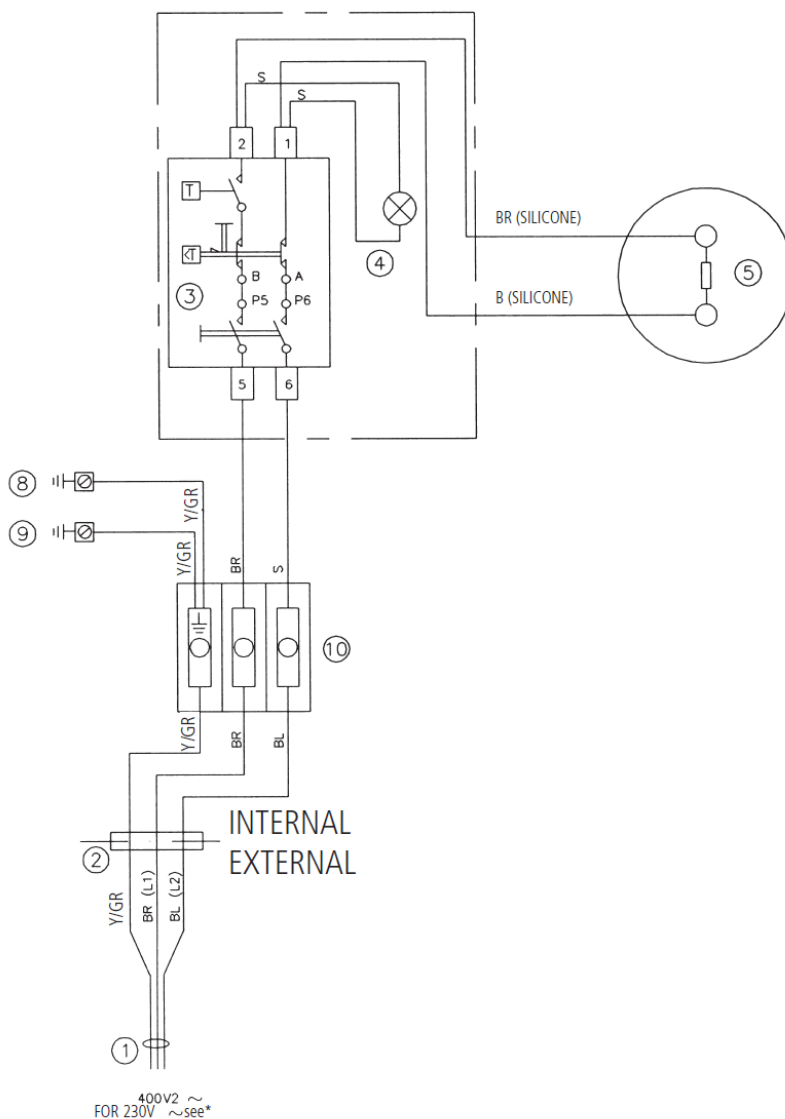 S
S
2
1
T
BR (SILICONE)
4
5
<T
B
A
3
P5
P6
B (SILICONE)
5
6
8
Y/GR
9
Y/GR
BR
S
10
Y/GR
BR
BL
INTERNAL
2
EXTERNAL
Y/GR
BR (L1)
BL (L2)
1
400V2 ~
FOR 230V ~see*